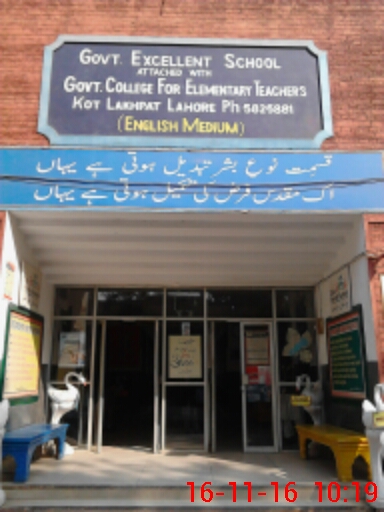 GOVT. EXCELLENT SCHOOL
ATTACHED WITH
GOVT. COLLEGE FOR ELEMENTARY TEACHERS
KOT LAKHPAT LAHORE PH 5825881
(ENGLISH MEDIUM)
قسمت نوع بشر تبدیل ہوتی ہے یہاں
اک مقدس فرض کی تکمیل ہوتی ہے یہاں
16-11-16 10:19